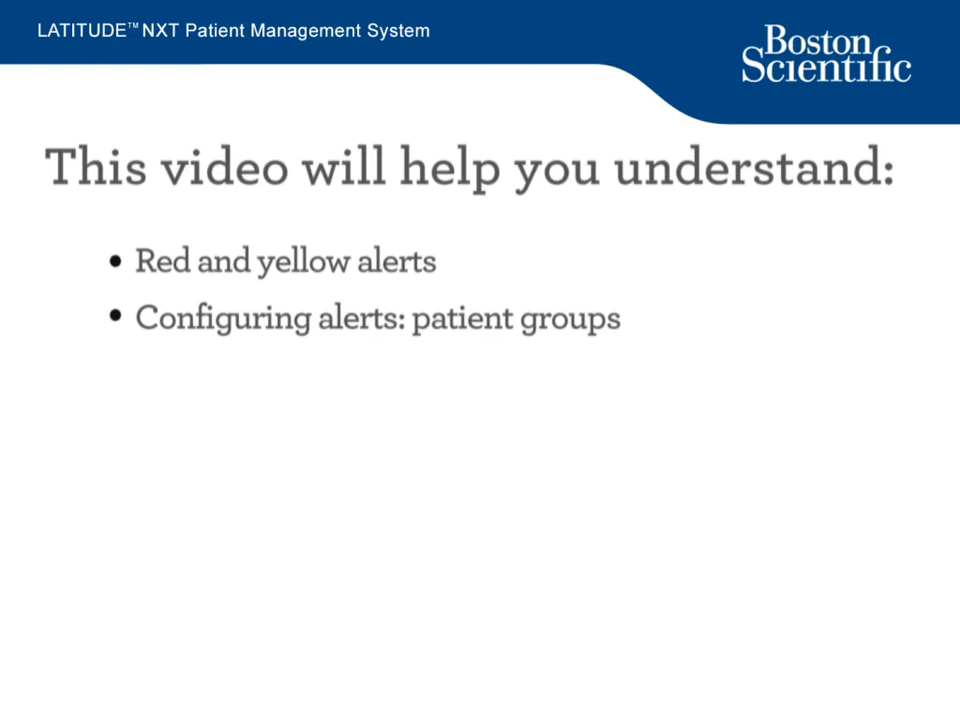 LATITUDE™ NXT Patient Management System
Boston
Scientific
This video will help you understand:
• Red and yellow alerts
• Configuring alerts: patient groups